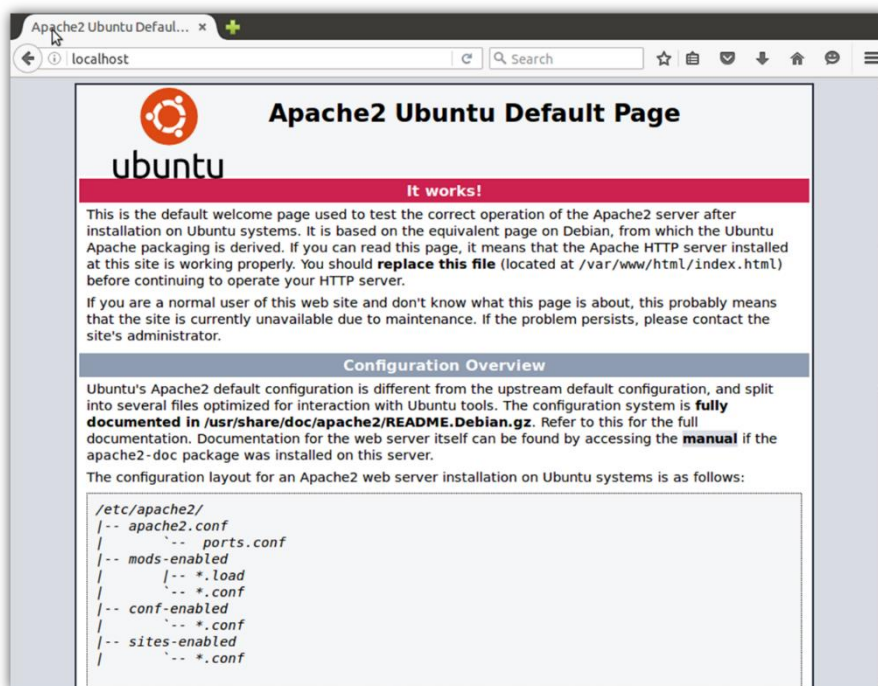 Apache2 Ubuntu Defaul... ×
localhost
Search
ubuntu
Apache2 Ubuntu Default Page
It works!
This is the default welcome page used to test the correct operation of the Apache2 server after
installation on Ubuntu systems. It is based on the equivalent page on Debian, from which the Ubuntu
Apache packaging is derived. If you can read this page, it means that the Apache HTTP server installed
at this site is working properly. You should replace this file (located at /var/www/html/index.html)
before continuing to operate your HTTP server.
If you are a normal user of this web site and don't know what this page is about, this probably means
that the site is currently unavailable due to maintenance. If the problem persists, please contact the
site's administrator.
Configuration Overview
Ubuntu's Apache2 default configuration is different from the upstream default configuration, and split
into several files optimized for interaction with Ubuntu tools. The configuration system is fully
documented in /usr/share/doc/apache2/README.Debian.gz. Refer to this for the full
documentation. Documentation for the web server itself can be found by accessing the manual if the
apache2-doc package was installed on this server.
The configuration layout for an Apache2 web server installation on Ubuntu systems is as follows:
/etc/apache2/
|-- apache2.conf
|       `--  ports.conf
|-- mods-enabled
|       |-- *.load
|       `-- *.conf
|-- conf-enabled
|       `-- *.conf
|-- sites-enabled
|       `-- *.conf